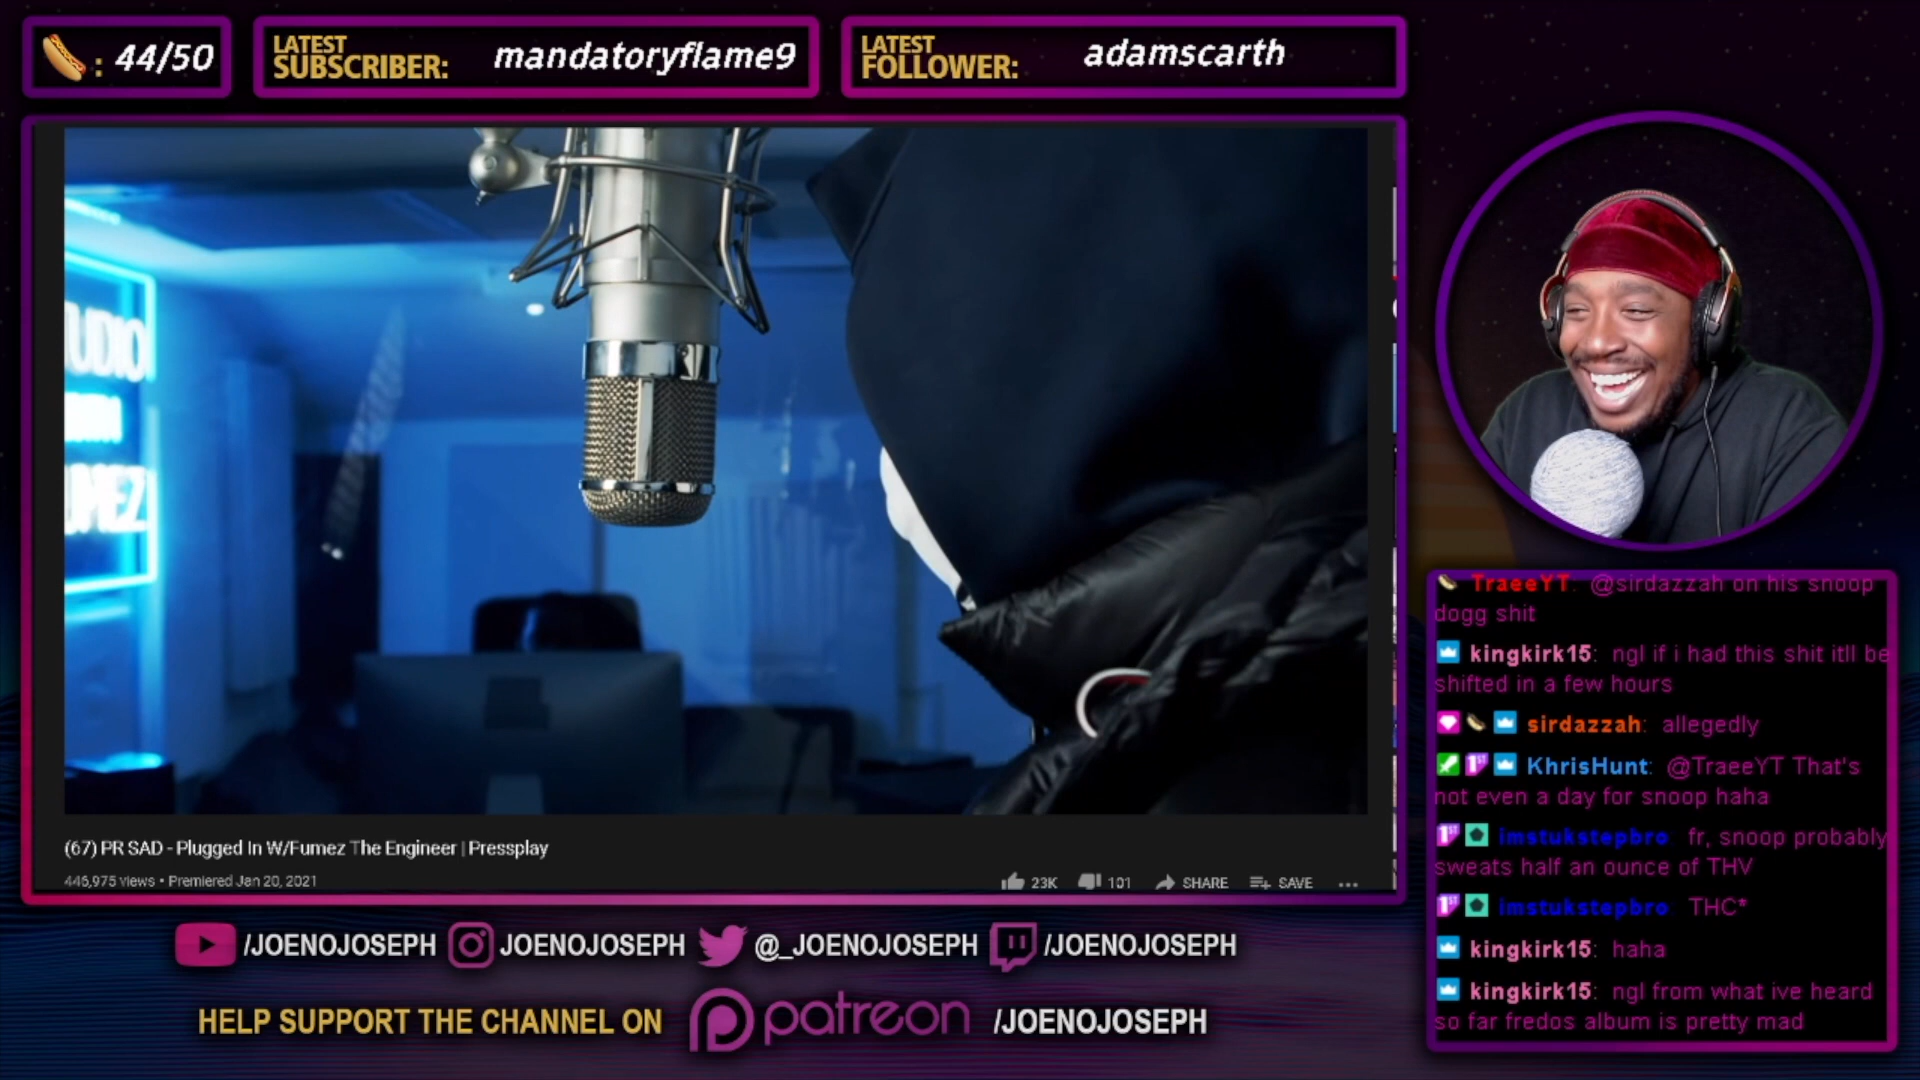 : 44/50
LATEST SUBSCRIBER: mandatoryflame9
LATEST FOLLOWER: adamscarth
TUDIO
UMEZ
(67) PR SAD - Plugged In W/Fumez The Engineer | Pressplay
446,975 views • Premiered Jan 20, 2021
23K 101 SHARE SAVE ...
/JOENOJOSEPH JOENOJOSEPH @_JOENOJOSEPH /JOENOJOSEPH
HELP SUPPORT THE CHANNEL ON patreon /JOENOJOSEPH
TraeeYT: @sirdazzah on his snoop
dogg shit
kingkirk15: ngl if i had this shit itll be
shifted in a few hours
sirdazzah: allegedly
KhrisHunt: @TraeeYT That's
not even a day for snoop haha
imstukstepbro fr, snoop probably
sweats half an ounce of THV
imstukstepbro THC*
kingkirk15: haha
kingkirk15: ngl from what ive heard
so far fredos album is pretty mad